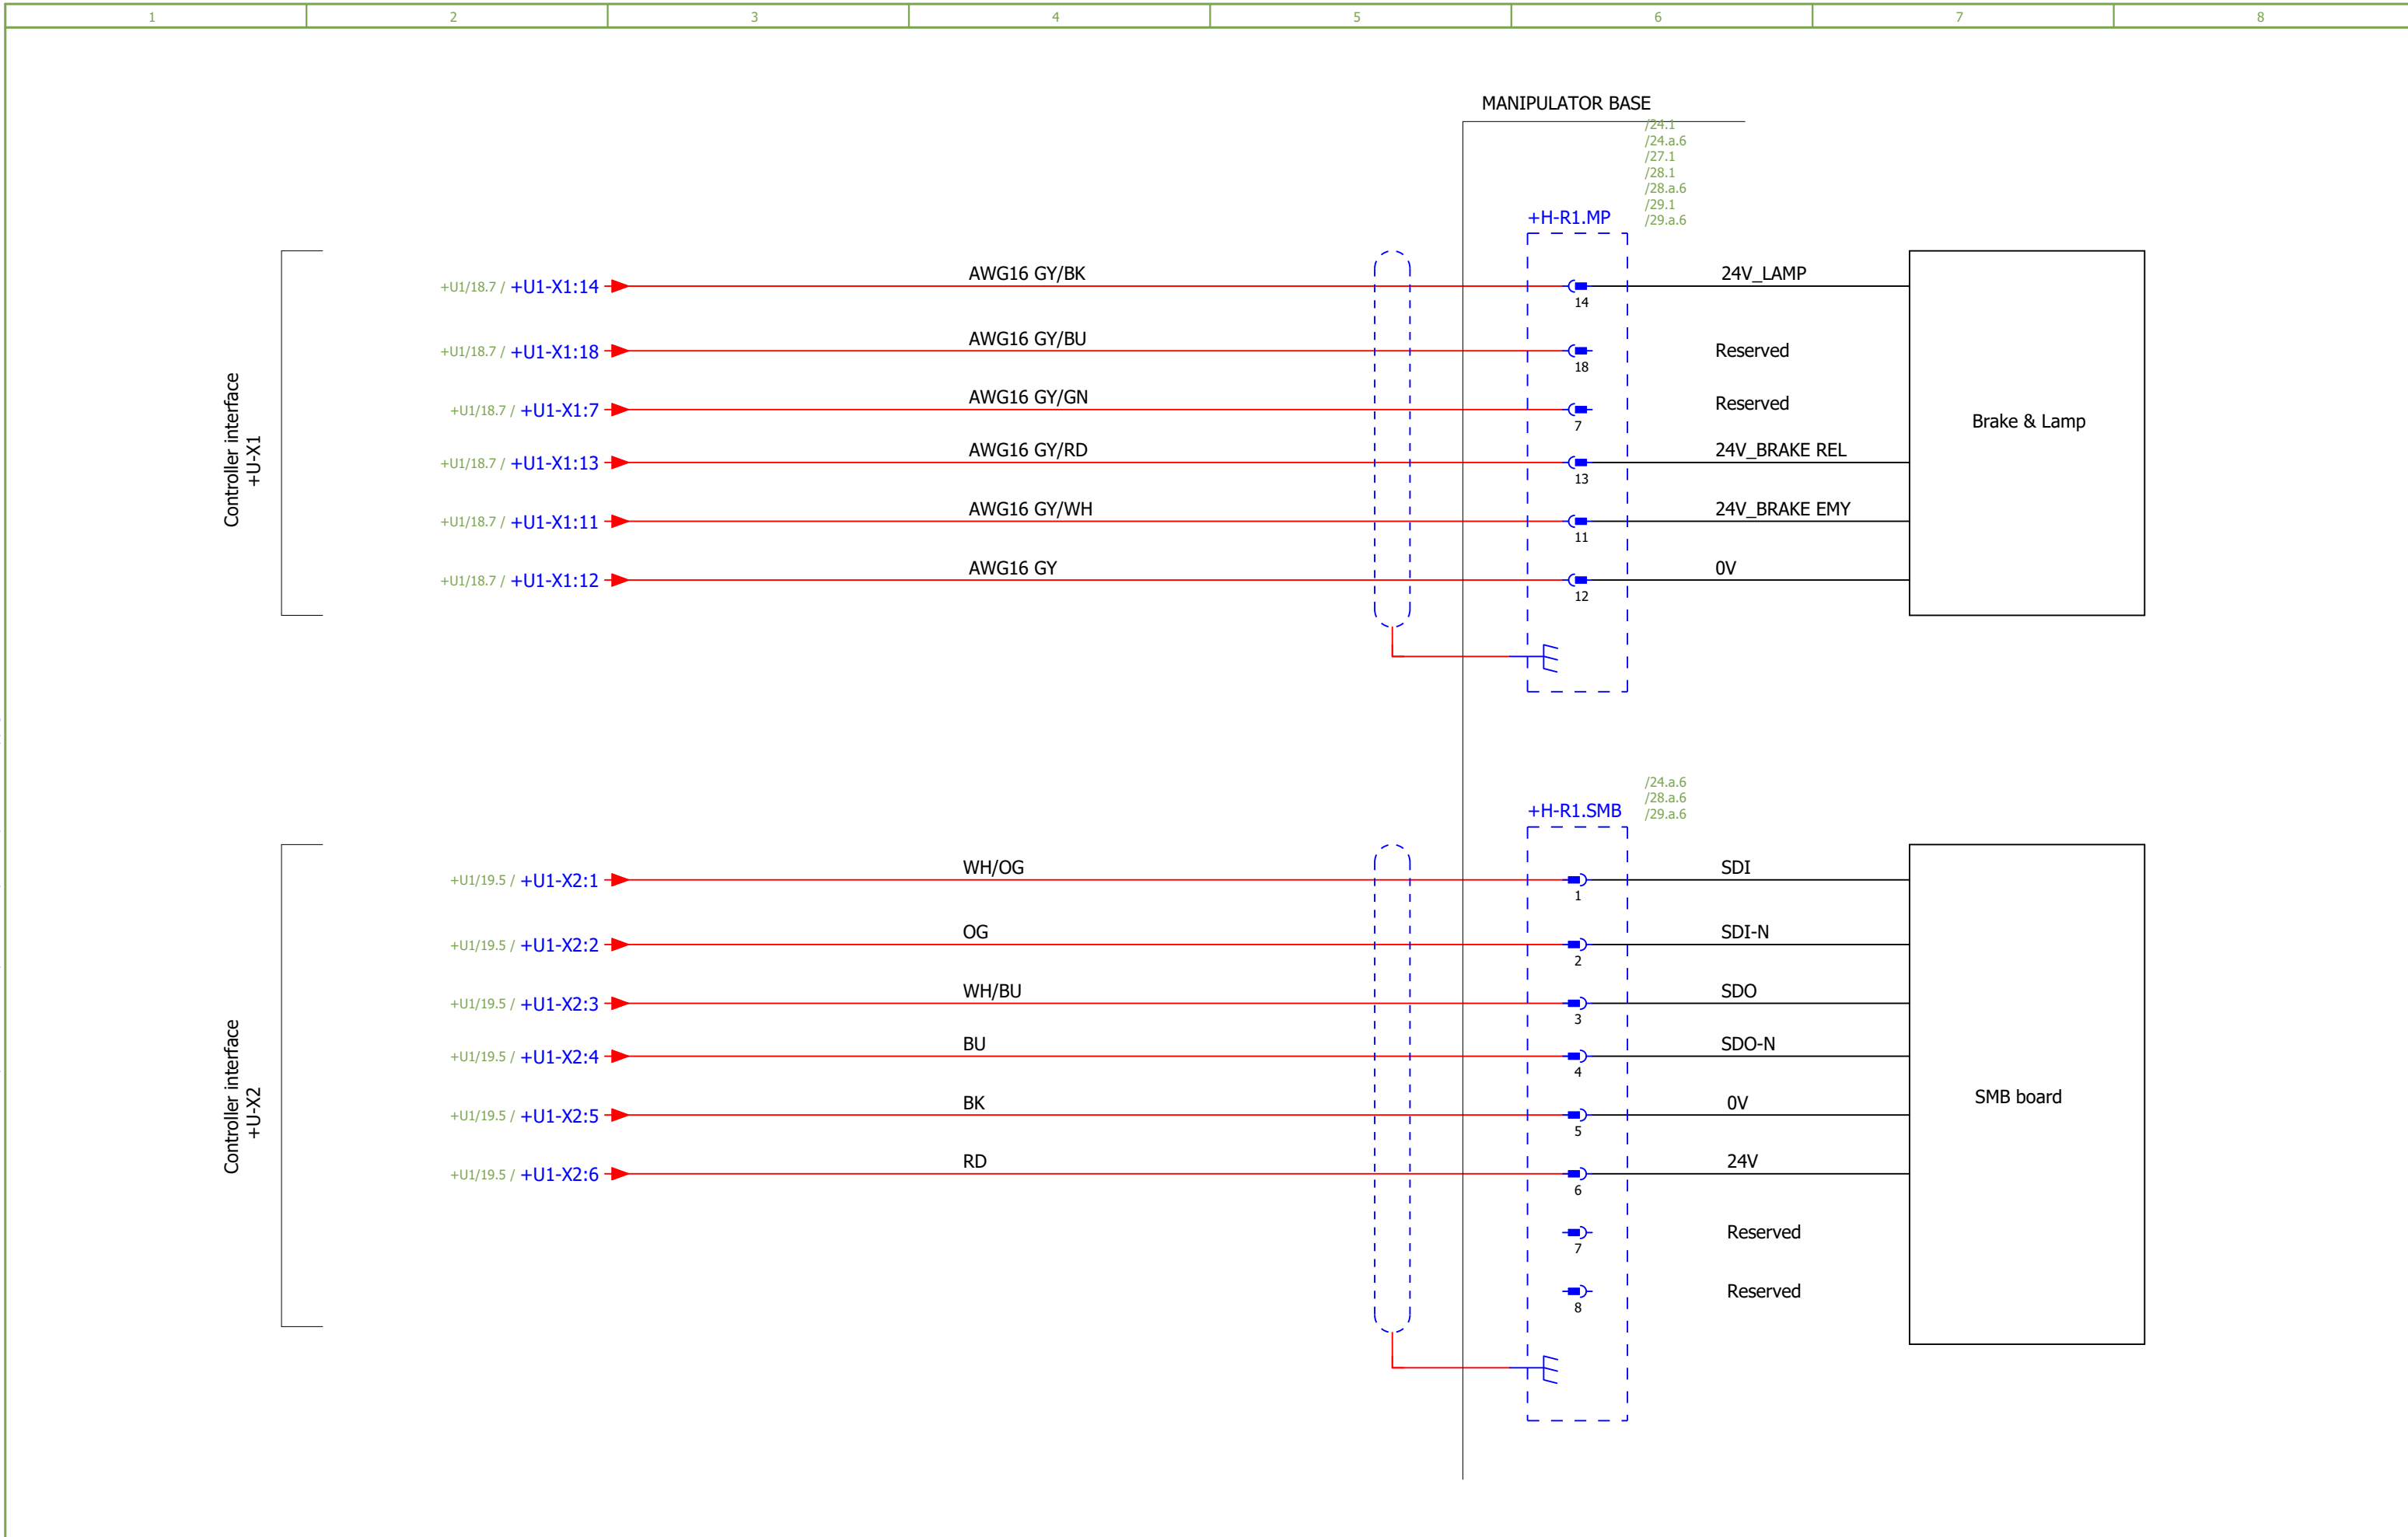 1 2 3 4 5 6 7 8
MANIPULATOR BASE
/24.1
/24.a.6
/27.1
/28.1
/28.a.6
/29.1
/29.a.6
+H-R1.MP
Controller interface
+U-X1
+U1/18.7 / +U1-X1:14 AWG16 GY/BK 14 24V_LAMP
+U1/18.7 / +U1-X1:18 AWG16 GY/BU 18 Reserved
+U1/18.7 / +U1-X1:7 AWG16 GY/GN 7 Reserved
+U1/18.7 / +U1-X1:13 AWG16 GY/RD 13 24V_BRAKE REL
+U1/18.7 / +U1-X1:11 AWG16 GY/WH 11 24V_BRAKE EMY
+U1/18.7 / +U1-X1:12 AWG16 GY 12 0V
Brake & Lamp
/24.a.6
/28.a.6
/29.a.6
+H-R1.SMB
Controller interface
+U-X2
+U1/19.5 / +U1-X2:1 WH/OG 1 SDI
+U1/19.5 / +U1-X2:2 OG 2 SDI-N
+U1/19.5 / +U1-X2:3 WH/BU 3 SDO
+U1/19.5 / +U1-X2:4 BU 4 SDO-N
+U1/19.5 / +U1-X2:5 BK 5 0V
+U1/19.5 / +U1-X2:6 RD 6 24V
7 Reserved
8 Reserved
SMB board